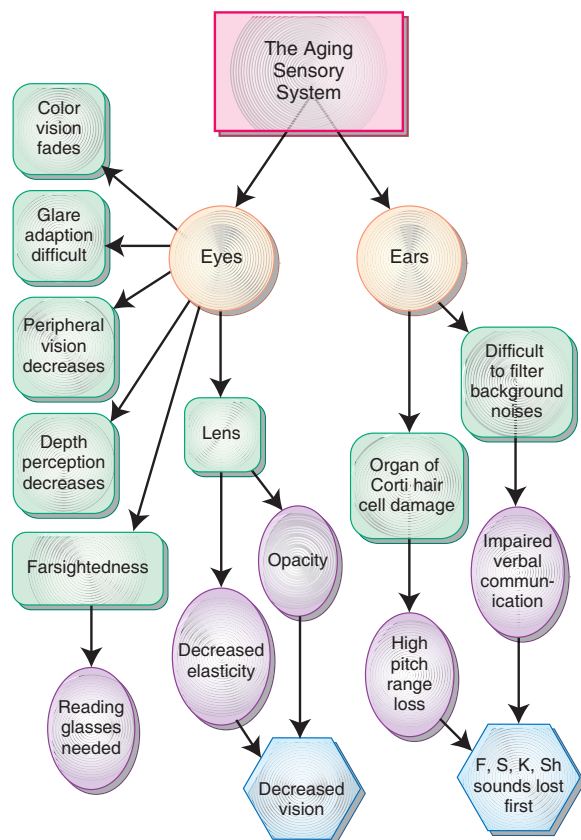 The Aging
Sensory
System
Color
vision
fades
Glare
adaption
difficult
Peripheral
vision
decreases
Depth
perception
decreases
Farsightedness
Reading
glasses
needed
Eyes
Lens
Opacity
Decreased
elasticity
Decreased
vision
Ears
Difficult
to filter
background
noises
Organ of
Corti hair
cell damage
Impaired
verbal
commun-
ication
High
pitch
range
loss
F, S, K, Sh
sounds lost
first